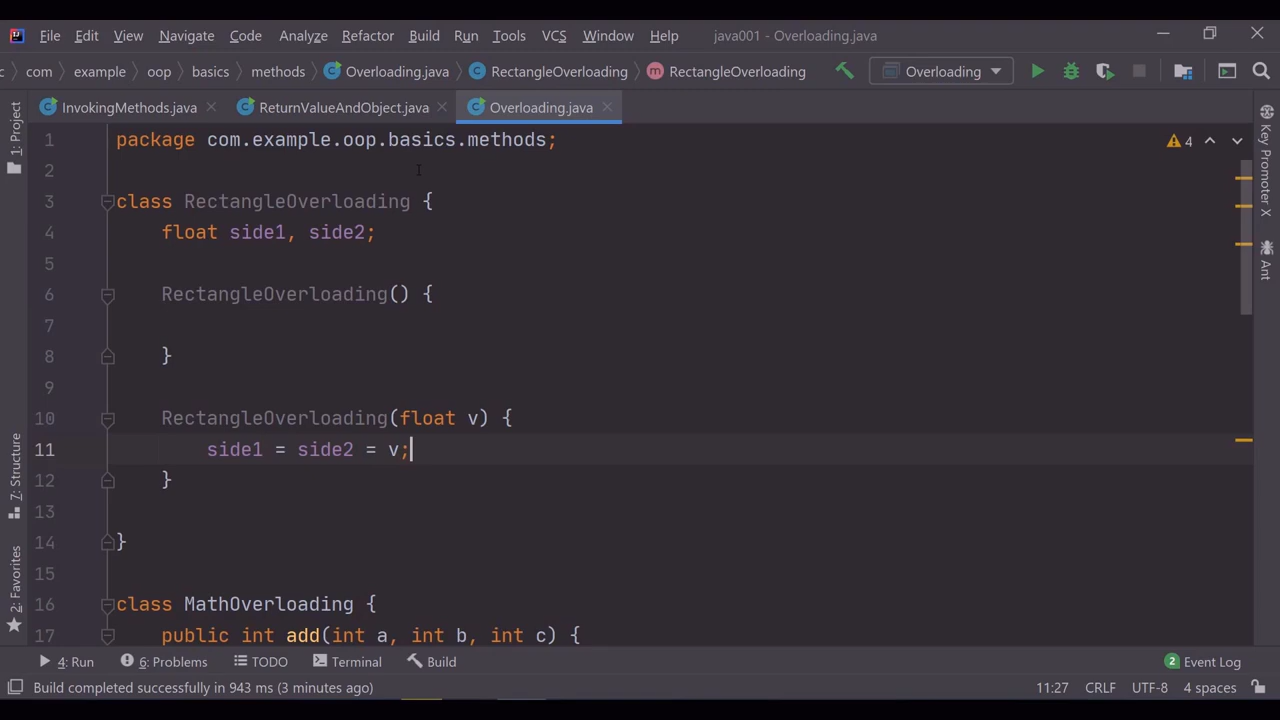 File Edit View Navigate Code Analyze Refactor Build Run Tools VCS Window Help java001 - Overloading.java
c com example oop basics methods Overloading.java RectangleOverloading RectangleOverloading Overloading
InvokingMethods.java ReturnValueAndObject.java Overloading.java
1: Project
7: Structure
2: Favorites
1 package com.example.oop.basics.methods;
2
3 class RectangleOverloading {
4 float side1, side2;
5
6 RectangleOverloading() {
7
8 }
9
10 RectangleOverloading(float v) {
11 side1 = side2 = v;
12 }
13
14 }
15
16 class MathOverloading {
17 public int add(int a, int b, int c) {
4
Key Promoter X
Ant
4: Run 6: Problems TODO Terminal Build 2 Event Log
Build completed successfully in 943 ms (3 minutes ago) 11:27 CRLF UTF-8 4 spaces